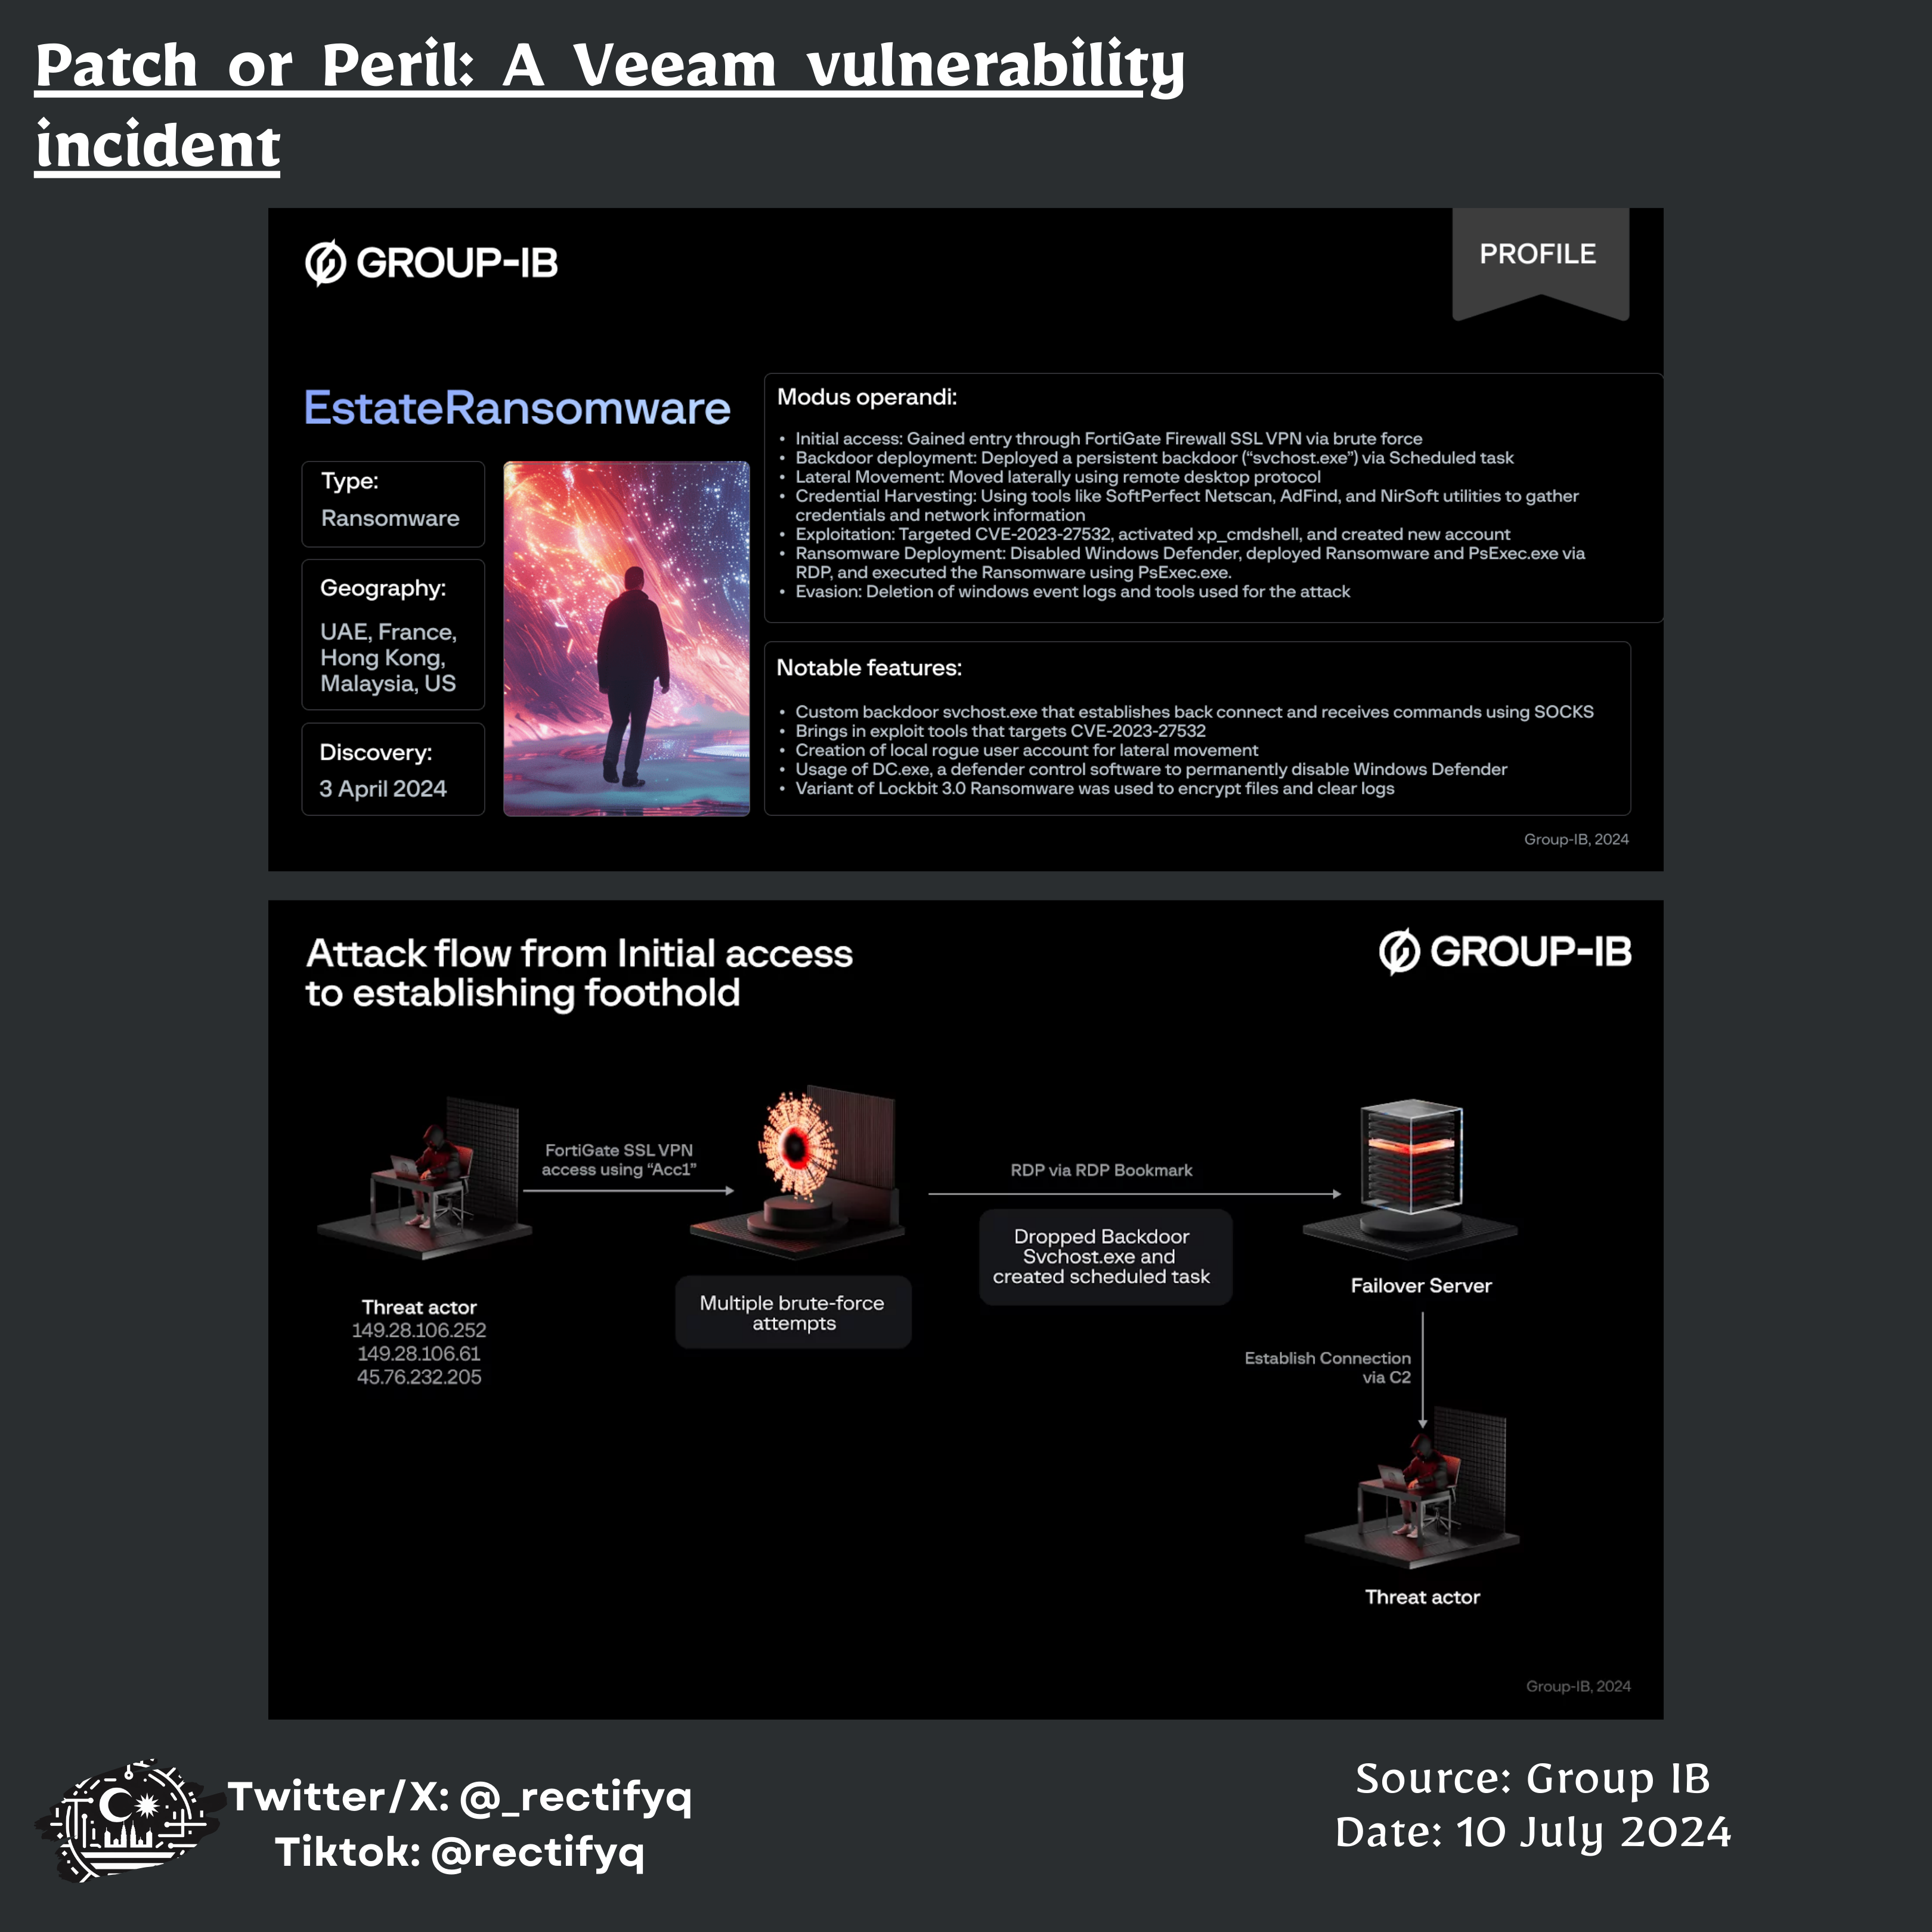 Patch or Peril: A Veeam vulnerability
incident
GROUP-IB
PROFILE
EstateRansomware
Type:
Ransomware
Geography:
UAE, France,
Hong Kong,
Malaysia, US
Discovery:
3 April 2024
Modus operandi:
• Initial access: Gained entry through FortiGate Firewall SSL VPN via brute force
• Backdoor deployment: Deployed a persistent backdoor (“svchost.exe”) via Scheduled task
• Lateral Movement: Moved laterally using remote desktop protocol
• Credential Harvesting: Using tools like SoftPerfect Netscan, AdFind, and NirSoft utilities to gather
credentials and network information
• Exploitation: Targeted CVE-2023-27532, activated xp_cmdshell, and created new account
• Ransomware Deployment: Disabled Windows Defender, deployed Ransomware and PsExec.exe via
RDP, and executed the Ransomware using PsExec.exe.
• Evasion: Deletion of windows event logs and tools used for the attack
Notable features:
• Custom backdoor svchost.exe that establishes back connect and receives commands using SOCKS
• Brings in exploit tools that targets CVE-2023-27532
• Creation of local rogue user account for lateral movement
• Usage of DC.exe, a defender control software to permanently disable Windows Defender
• Variant of Lockbit 3.0 Ransomware was used to encrypt files and clear logs
Group-IB, 2024
Attack flow from Initial access
to establishing foothold
GROUP-IB
FortiGate SSL VPN
access using “Acc1”
RDP via RDP Bookmark
Dropped Backdoor
Svchost.exe and
created scheduled task
Multiple brute-force
attempts
Failover Server
Threat actor
149.28.106.252
149.28.106.61
45.76.232.205
Establish Connection
via C2
Threat actor
Group-IB, 2024
Twitter/X: @_rectifyq
Tiktok: @rectifyq
Source: Group IB
Date: 10 July 2024